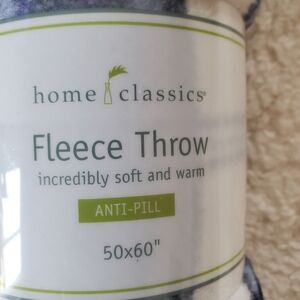 home classics®
Fleece Throw
incredibly soft and warm
ANTI-PILL
50x60"